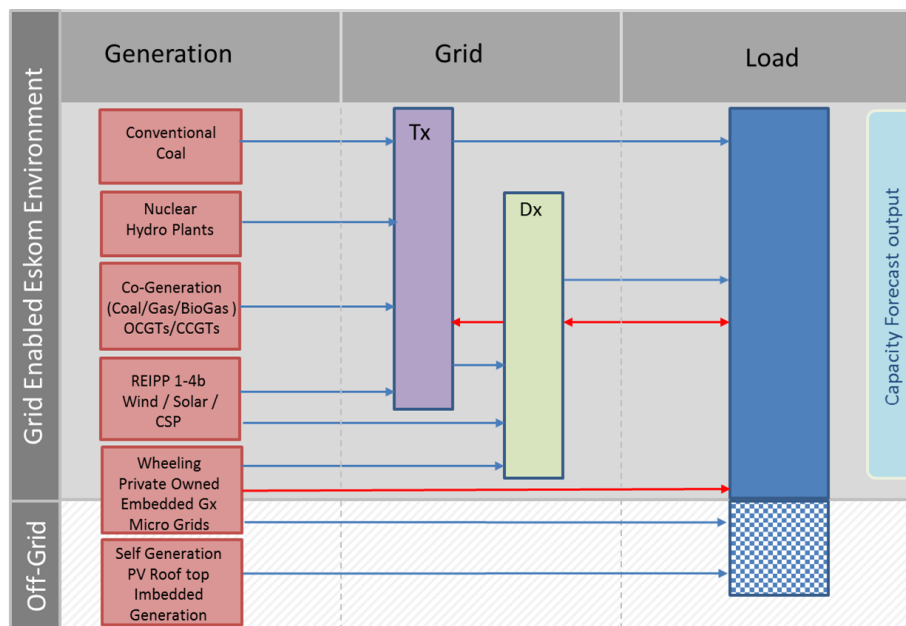 Generation
Grid
Load
Grid Enabled Eskom Environment
Off-Grid
Conventional
Coal
Nuclear
Hydro Plants
Co-Generation
(Coal/Gas/BioGas )
OCGTs/CCGTs
REIPP 1-4b
Wind / Solar /
CSP
Wheeling
Private Owned
Embedded Gx
Micro Grids
Self Generation
PV Roof top
Imbedded
Generation
Tx
Dx
Capacity Forecast output